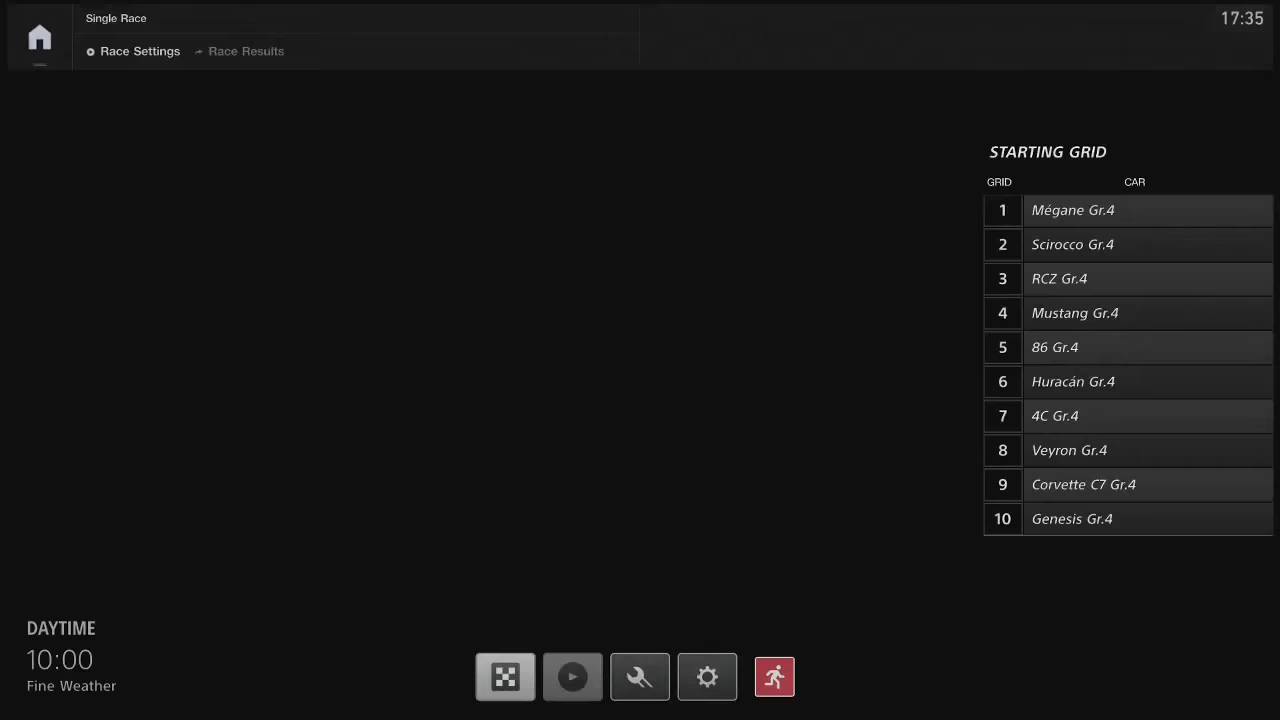 Single Race
17:35
Race Settings Race Results
STARTING GRID
GRID CAR
1 Mégane Gr.4
2 Scirocco Gr.4
3 RCZ Gr.4
4 Mustang Gr.4
5 86 Gr.4
6 Huracán Gr.4
7 4C Gr.4
8 Veyron Gr.4
9 Corvette C7 Gr.4
10 Genesis Gr.4
DAYTIME
10:00
Fine Weather